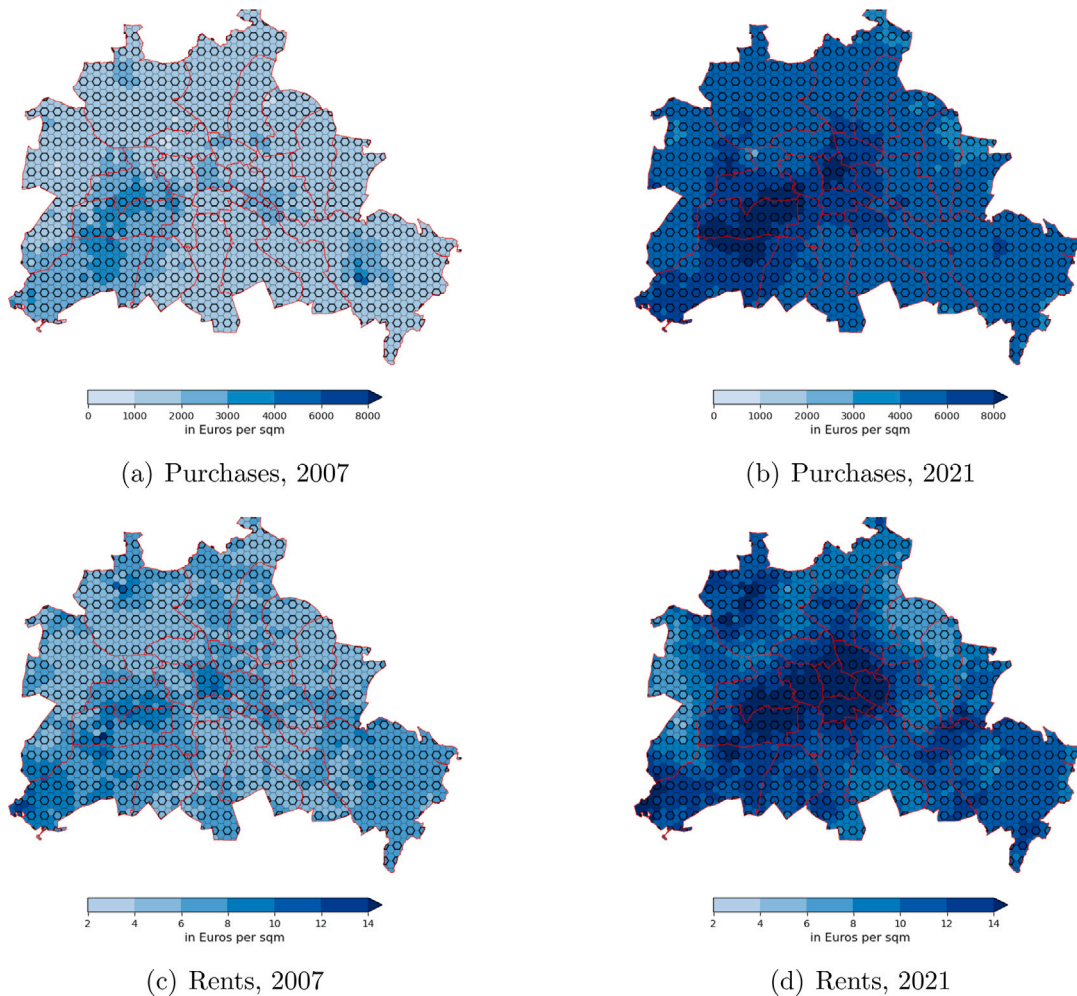 0 1000 2000 3000 4000 6000 8000
in Euros per sqm
(a) Purchases, 2007
0 1000 2000 3000 4000 6000 8000
in Euros per sqm
(b) Purchases, 2021
2 4 6 8 10 12 14
in Euros per sqm
(c) Rents, 2007
2 4 6 8 10 12 14
in Euros per sqm
(d) Rents, 2021